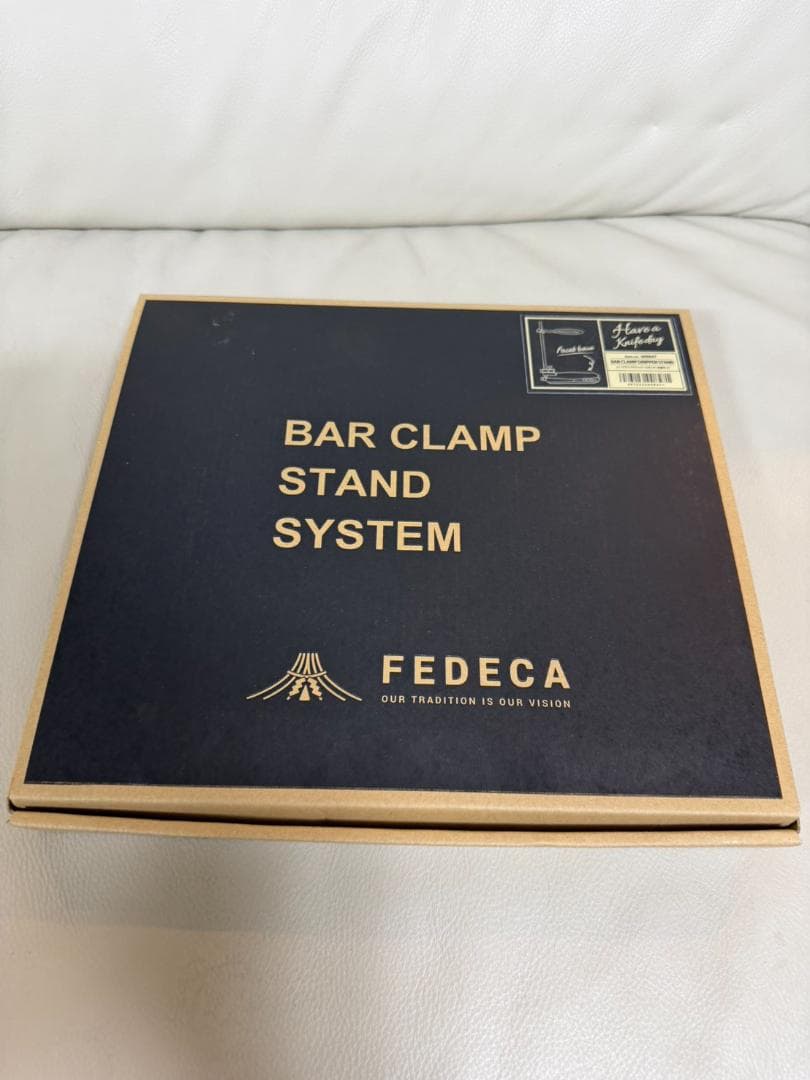 Have a
Knifeday
BAR CLAMP DRIPPER STAND
BAR CLAMP
STAND
SYSTEM
FEDECA
OUR TRADITION IS OUR VISION